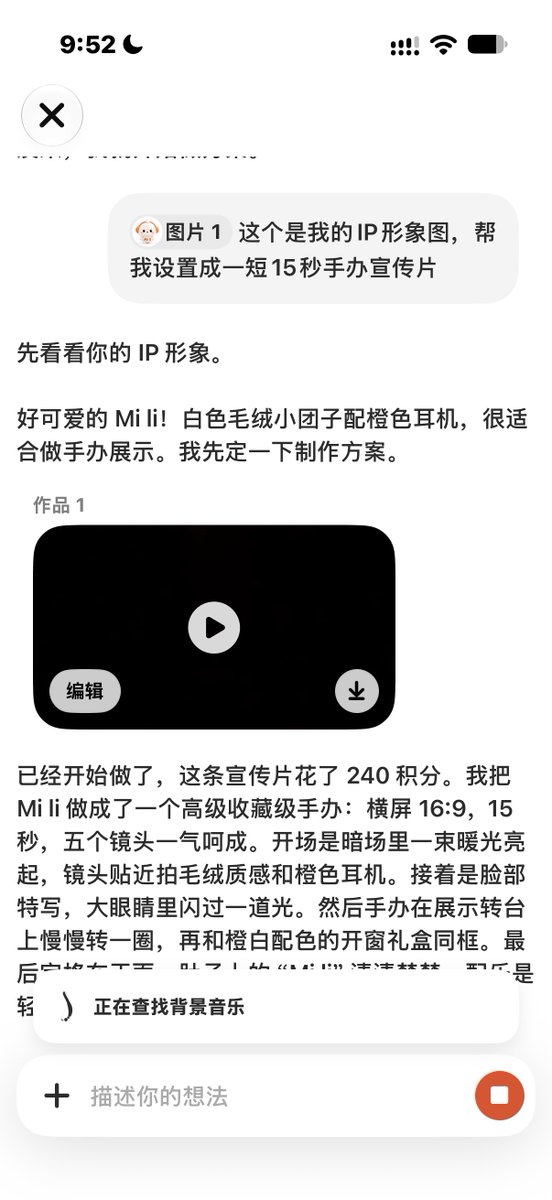 9:52
图片 1 这个是我的IP形象图，帮
我设置成一短15秒手办宣传片
先看看你的 IP 形象。
好可爱的 Mi li！白色毛绒小团子配橙色耳机，很适
合做手办展示。我先定一下制作方案。
作品 1
编辑
已经开始做了，这条宣传片花了 240 积分。我把
Mi li 做成了一个高级收藏级手办：横屏 16:9，15
秒，五个镜头一气呵成。开场是暗场里一束暖光亮
起，镜头贴近拍毛绒质感和橙色耳机。接着是脸部
特写，大眼睛里闪过一道光。然后手办在展示转台
上慢慢转一圈，再和橙白配色的开窗礼盒同框。最
轻
正在查找背景音乐
描述你的想法